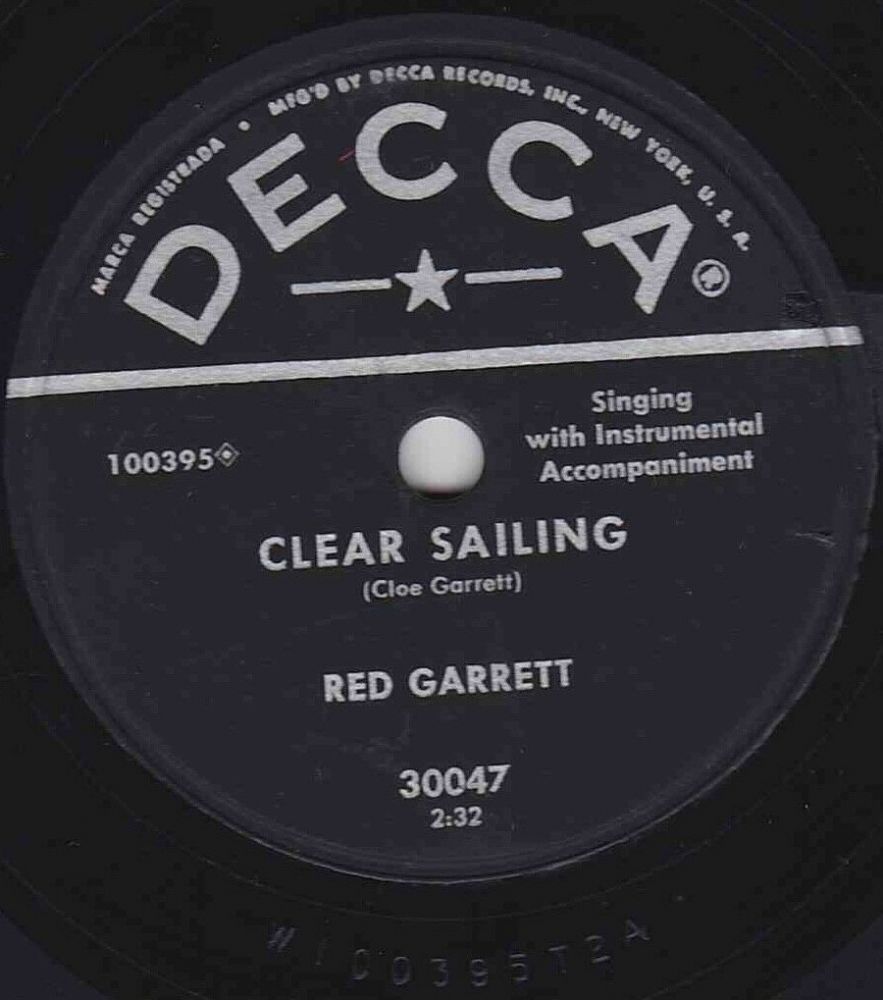 MARCA REGISTRADA • MFG'D BY DECCA RECORDS, INC., NEW YORK, U. S. A.
DECCA
100395
Singing
with Instrumental
Accompaniment
CLEAR SAILING
(Cloe Garrett)
RED GARRETT
30047
2:32
W100395T2A